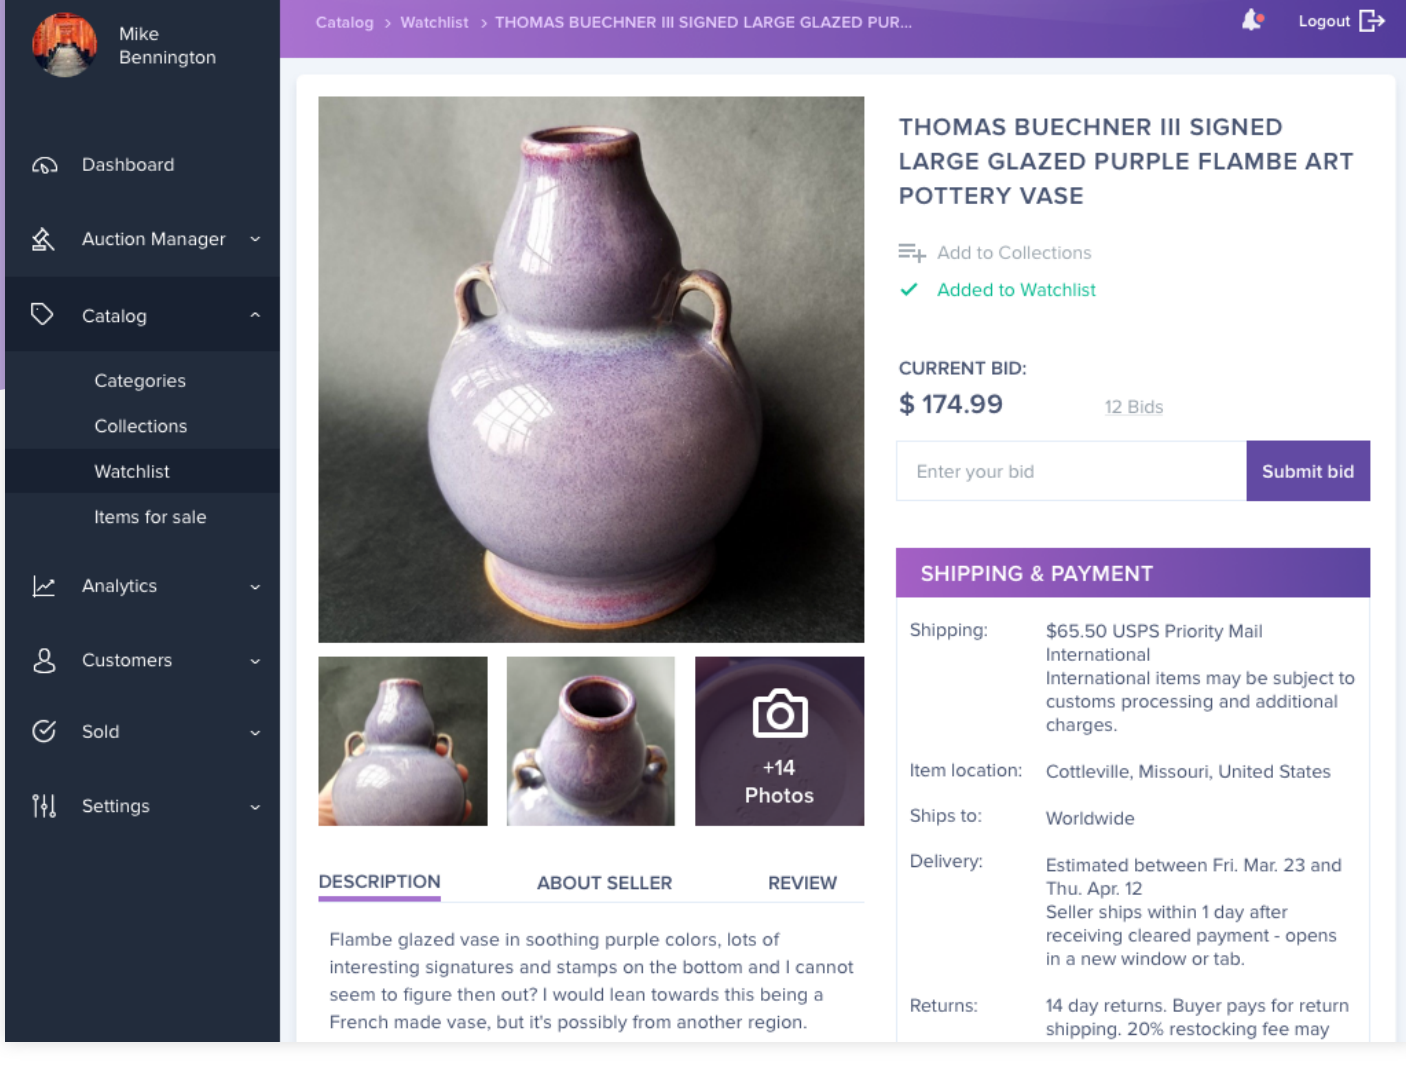 Mike
Bennington
Dashboard
Auction Manager
Catalog
Categories
Collections
Watchlist
Items for sale
Analytics
Customers
Sold
Settings
Catalog > Watchlist > THOMAS BUECHNER III SIGNED LARGE GLAZED PUR...
Logout
THOMAS BUECHNER III SIGNED
LARGE GLAZED PURPLE FLAMBE ART
POTTERY VASE
Add to Collections
Added to Watchlist
CURRENT BID:
$ 174.99
12 Bids
Enter your bid
Submit bid
+14
Photos
DESCRIPTION
ABOUT SELLER
REVIEW
Flambe glazed vase in soothing purple colors, lots of
interesting signatures and stamps on the bottom and I cannot
seem to figure then out? I would lean towards this being a
French made vase, but it's possibly from another region.
SHIPPING & PAYMENT
Shipping:
$65.50 USPS Priority Mail
International
International items may be subject to
customs processing and additional
charges.
Item location:
Cottleville, Missouri, United States
Ships to:
Worldwide
Delivery:
Estimated between Fri. Mar. 23 and
Thu. Apr. 12
Seller ships within 1 day after
receiving cleared payment - opens
in a new window or tab.
Returns:
14 day returns. Buyer pays for return
shipping. 20% restocking fee may